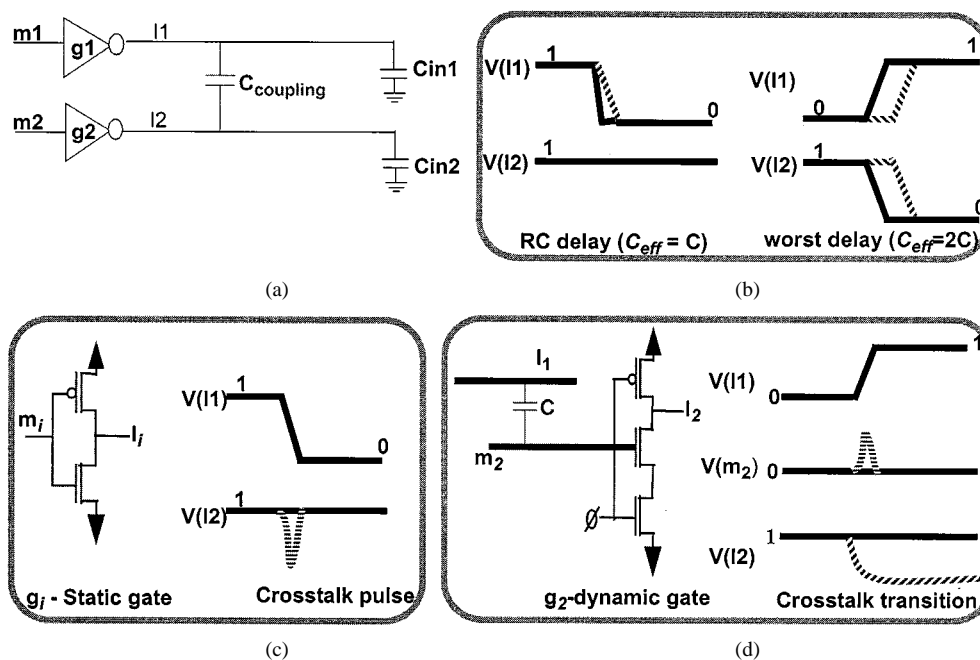 m1 g1 l1
Ccoupling
Cin1
m2 g2 l2
Cin2
(a)
V(l1) 1 0
V(l2) 1
RC delay (Ceff = C)
V(l1) 0 1
V(l2) 1 0
worst delay (Ceff=2C)
(b)
mi li
gi - Static gate
V(l1) 1 0
V(l2) 1
Crosstalk pulse
(c)
l1
C
m2
l2
Ø
g2-dynamic gate
V(l1) 0 1
V(m2) 0
V(l2) 1
Crosstalk transition
(d)